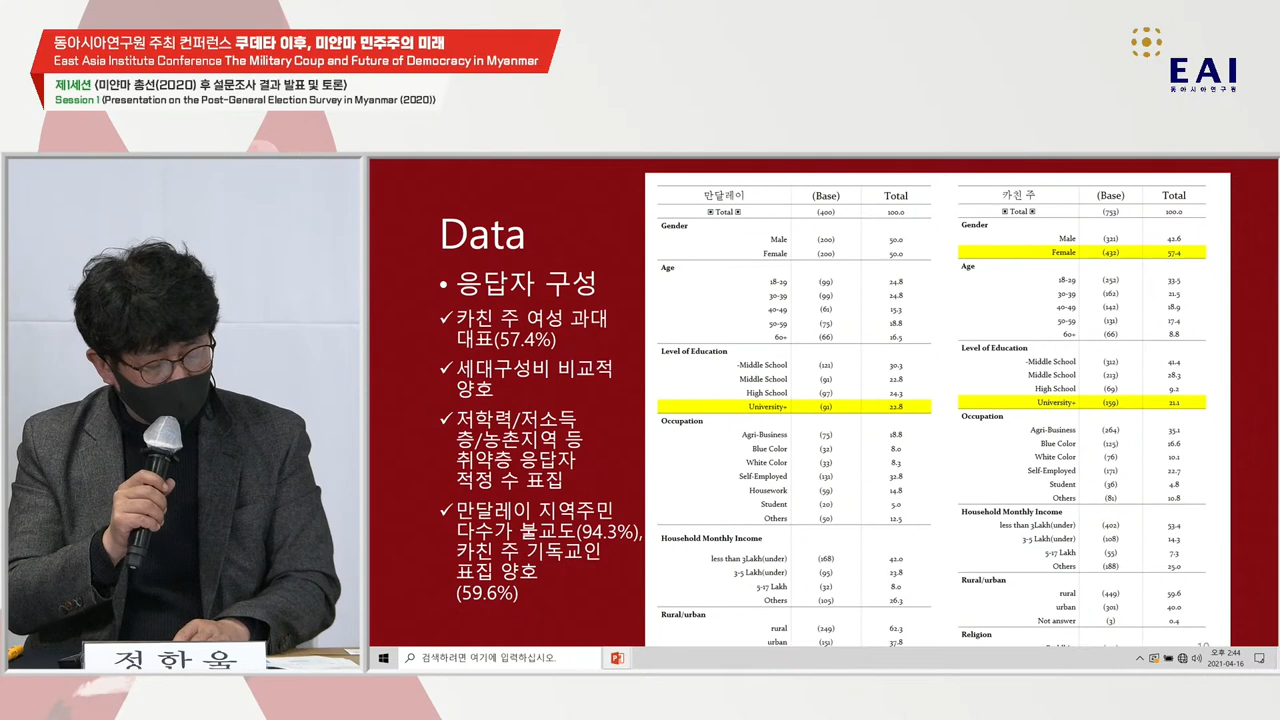 동아시아연구원 주최 컨퍼런스 쿠데타 이후, 미얀마 민주주의 미래
East Asia Institute Conference The Military Coup and Future of Democracy in Myanmar
제1세션 〈미얀마 총선(2020) 후 설문조사 결과 발표 및 토론〉
Session 1 (Presentation on the Post-General Election Survey in Myanmar (2020))
EAI
동아시아연구원
Data
• 응답자 구성
✓ 카친 주 여성 과대
대표(57.4%)
✓ 세대구성비 비교적
양호
✓ 저학력/저소득
층/농촌지역 등
취약층 응답자
적정 수 표집
✓ 만달레이 지역주민
다수가 불교도(94.3%),
카친 주 기독교인
표집 양호
(59.6%)
만달레이 (Base) Total
▣ Total ▣ (400) 100.0
Gender
Male (200) 50.0
Female (200) 50.0
Age
18-29 (99) 24.8
30-39 (99) 24.8
40-49 (61) 15.3
50-59 (75) 18.8
60+ (66) 16.5
Level of Education
-Middle School (121) 30.3
Middle School (91) 22.8
High School (97) 24.3
University+ (91) 22.8
Occupation
Agri-Business (75) 18.8
Blue Color (32) 8.0
White Color (33) 8.3
Self-Employed (131) 32.8
Housework (59) 14.8
Student (20) 5.0
Others (50) 12.5
Household Monthly Income
less than 3Lakh(under) (168) 42.0
3-5 Lakh(under) (95) 23.8
5-17 Lakh (32) 8.0
Others (105) 26.3
Rural/urban
rural (249) 62.3
urban (151) 37.8
카친 주 (Base) Total
▣ Total ▣ (753) 100.0
Gender
Male (321) 42.6
Female (432) 57.4
Age
18-29 (252) 33.5
30-39 (162) 21.5
40-49 (142) 18.9
50-59 (131) 17.4
60+ (66) 8.8
Level of Education
-Middle School (312) 41.4
Middle School (213) 28.3
High School (69) 9.2
University+ (159) 21.1
Occupation
Agri-Business (264) 35.1
Blue Color (125) 16.6
White Color (76) 10.1
Self-Employed (171) 22.7
Student (36) 4.8
Others (81) 10.8
Household Monthly Income
less than 3Lakh(under) (402) 53.4
3-5 Lakh(under) (108) 14.3
5-17 Lakh (55) 7.3
Others (188) 25.0
Rural/urban
rural (449) 59.6
urban (301) 40.0
Not answer (3) 0.4
Religion
정한울
검색하려면 여기에 입력하십시오.
오후 2:44
2021-04-16